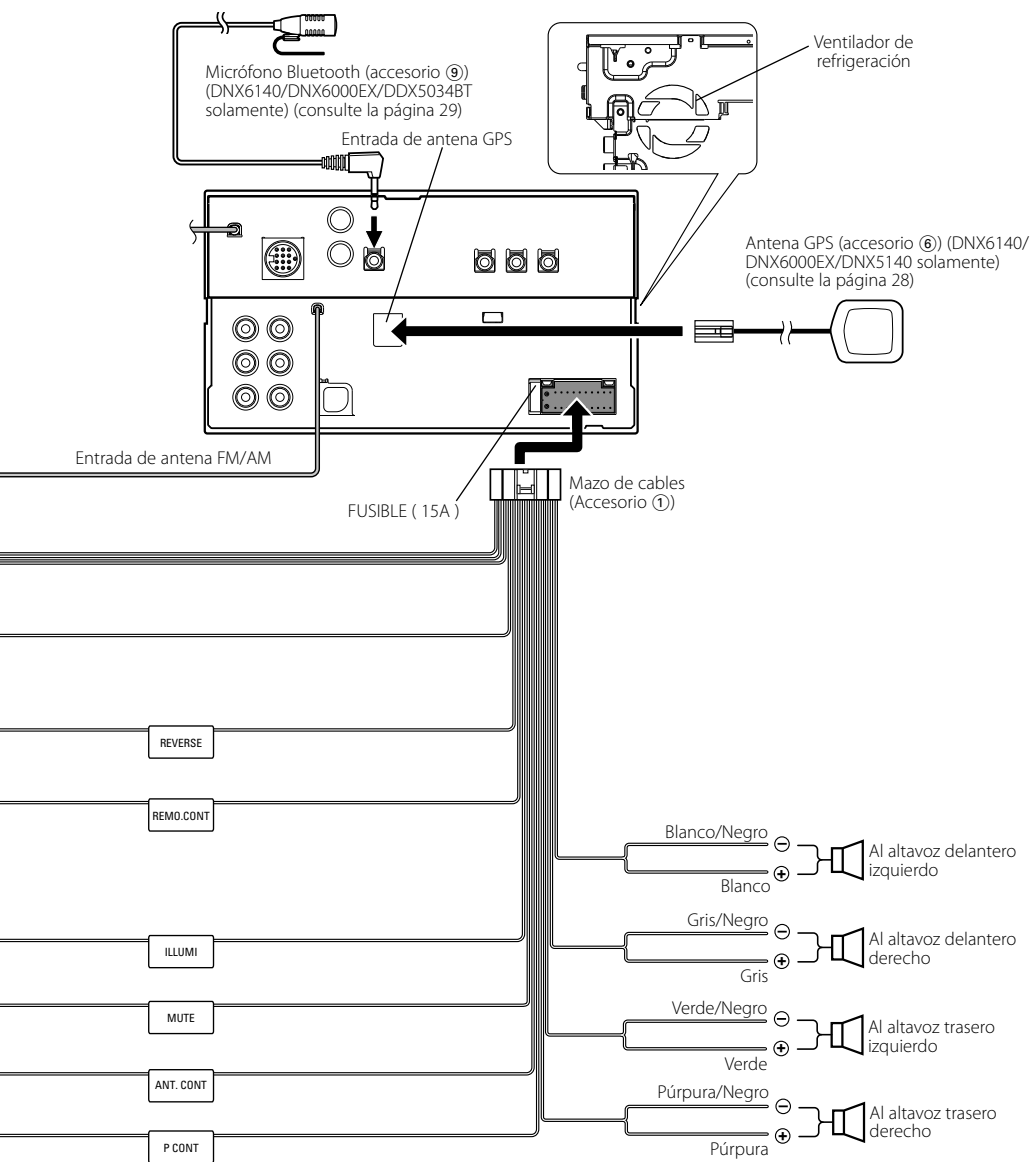 Ventilador de
refrigeración
Micrófono Bluetooth (accesorio ⑨)
(DNX6140/DNX6000EX/DDX5034BT
solamente) (consulte la página 29)
Entrada de antena GPS
Antena GPS (accesorio ⑥) (DNX6140/
DNX6000EX/DNX5140 solamente)
(consulte la página 28)
Entrada de antena FM/AM
FUSIBLE ( 15A )
Mazo de cables
(Accesorio ①)
REVERSE
REMO.CONT
ILLUMI
MUTE
ANT. CONT
P CONT
Blanco/Negro
⊖
⊕
Blanco
Al altavoz delantero
izquierdo
Gris/Negro
⊖
⊕
Gris
Al altavoz delantero
derecho
Verde/Negro
⊖
⊕
Verde
Al altavoz trasero
izquierdo
Púrpura/Negro
⊖
⊕
Púrpura
Al altavoz trasero
derecho